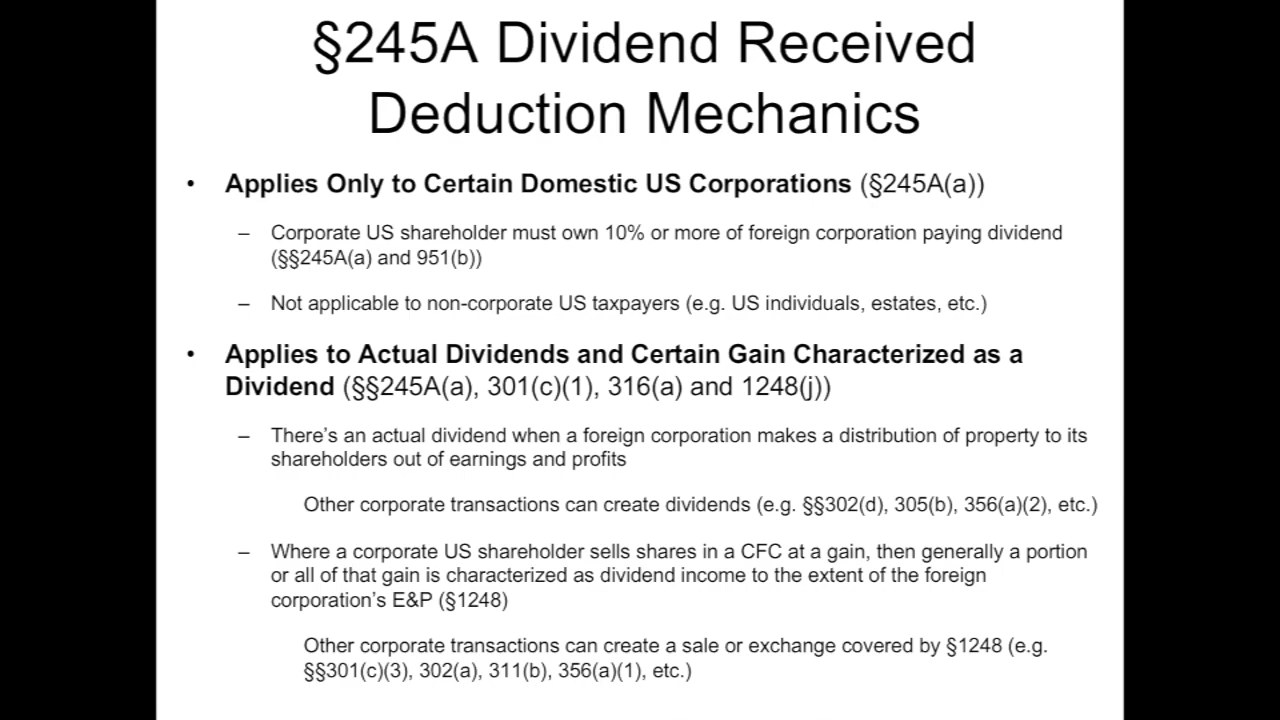 §245A Dividend Received
Deduction Mechanics
• Applies Only to Certain Domestic US Corporations (§245A(a))
– Corporate US shareholder must own 10% or more of foreign corporation paying dividend
(§§245A(a) and 951(b))
– Not applicable to non-corporate US taxpayers (e.g. US individuals, estates, etc.)
• Applies to Actual Dividends and Certain Gain Characterized as a
Dividend (§§245A(a), 301(c)(1), 316(a) and 1248(j))
– There’s an actual dividend when a foreign corporation makes a distribution of property to its
shareholders out of earnings and profits
Other corporate transactions can create dividends (e.g. §§302(d), 305(b), 356(a)(2), etc.)
– Where a corporate US shareholder sells shares in a CFC at a gain, then generally a portion
or all of that gain is characterized as dividend income to the extent of the foreign
corporation’s E&P (§1248)
Other corporate transactions can create a sale or exchange covered by §1248 (e.g.
§§301(c)(3), 302(a), 311(b), 356(a)(1), etc.)